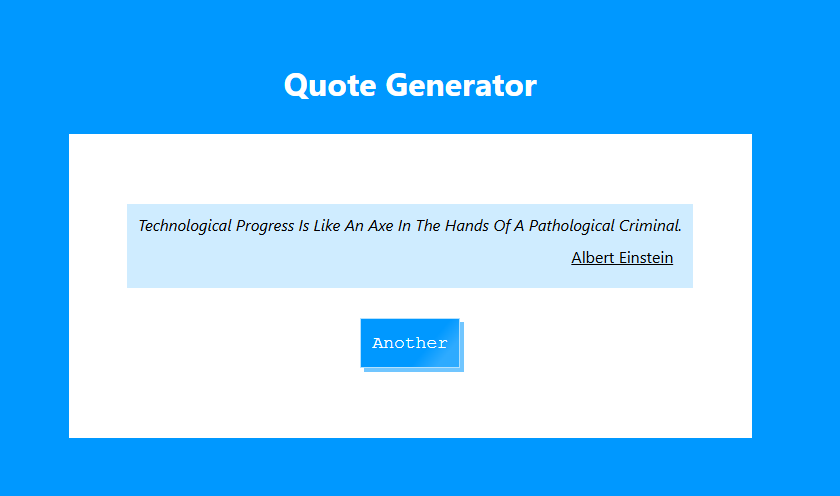 Quote Generator
Technological Progress Is Like An Axe In The Hands Of A Pathological Criminal.
Albert Einstein
Another